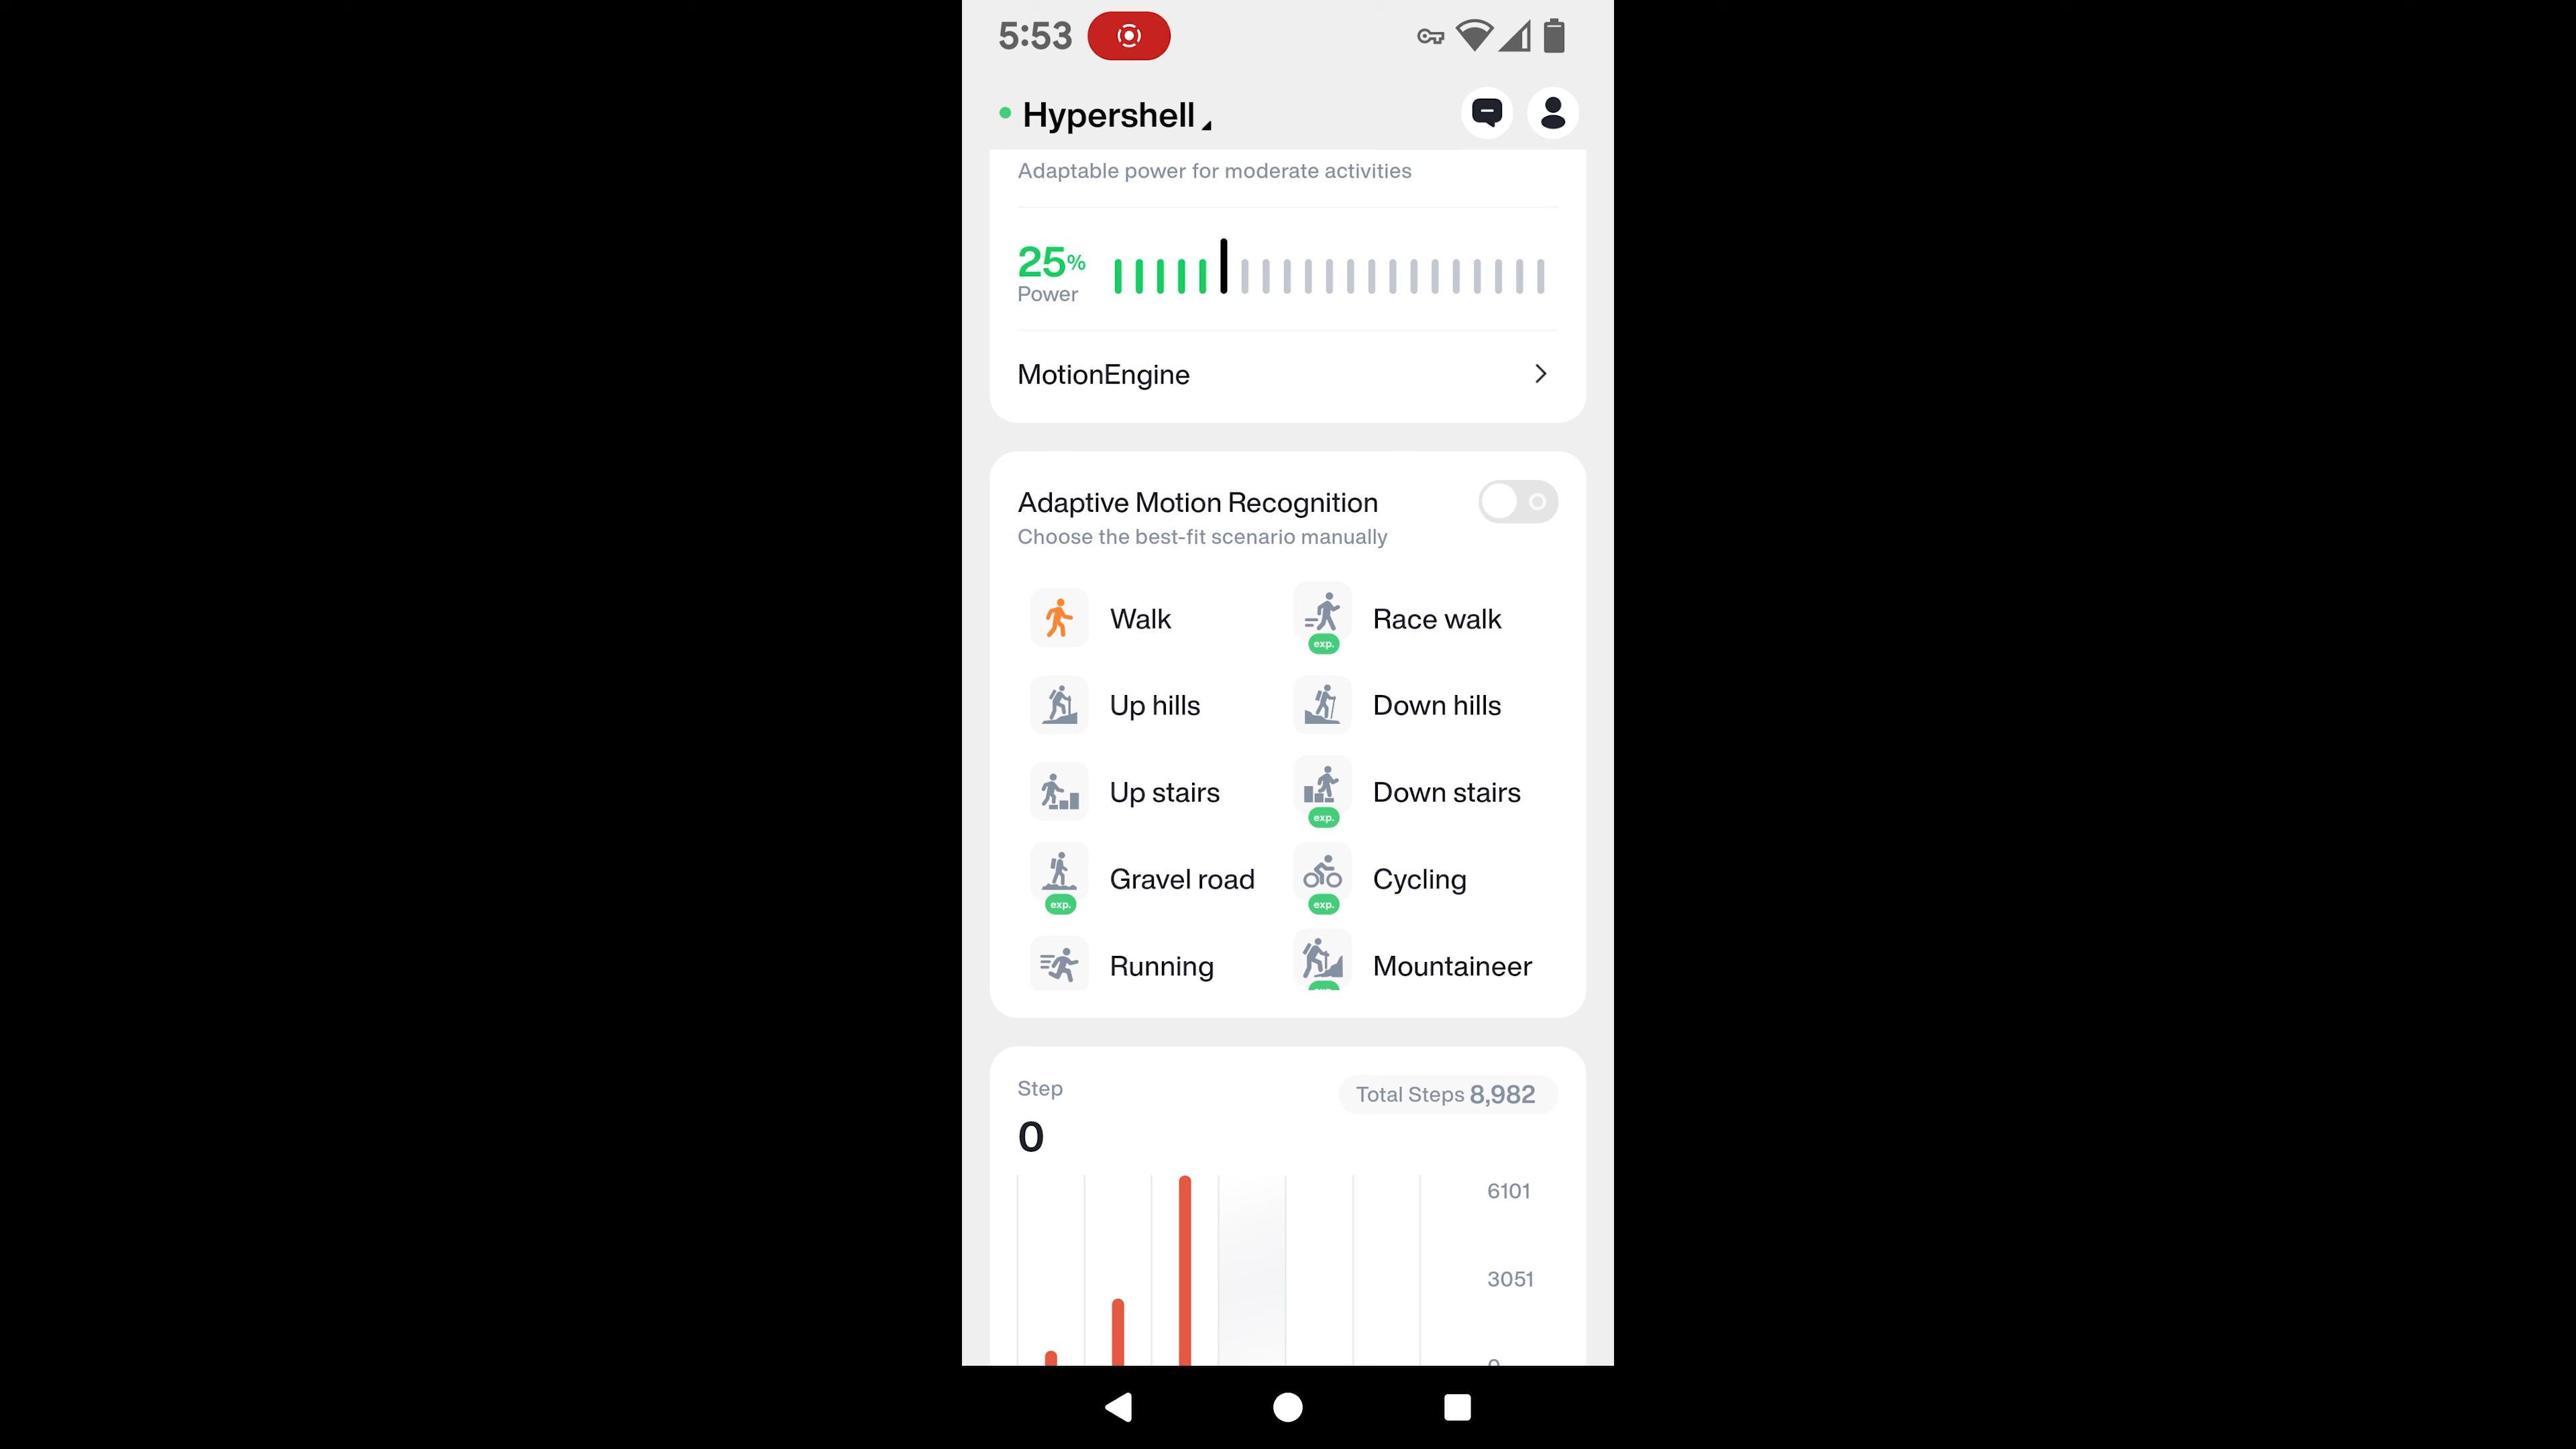 5:53
Hypershell
Adaptable power for moderate activities
25%
Power
MotionEngine
Adaptive Motion Recognition
Choose the best-fit scenario manually
Walk
Race walk
exp.
Up hills
Down hills
Up stairs
Down stairs
exp.
Gravel road
exp.
Cycling
exp.
Running
Mountaineer
Step
Total Steps 8,982
0
6101
3051